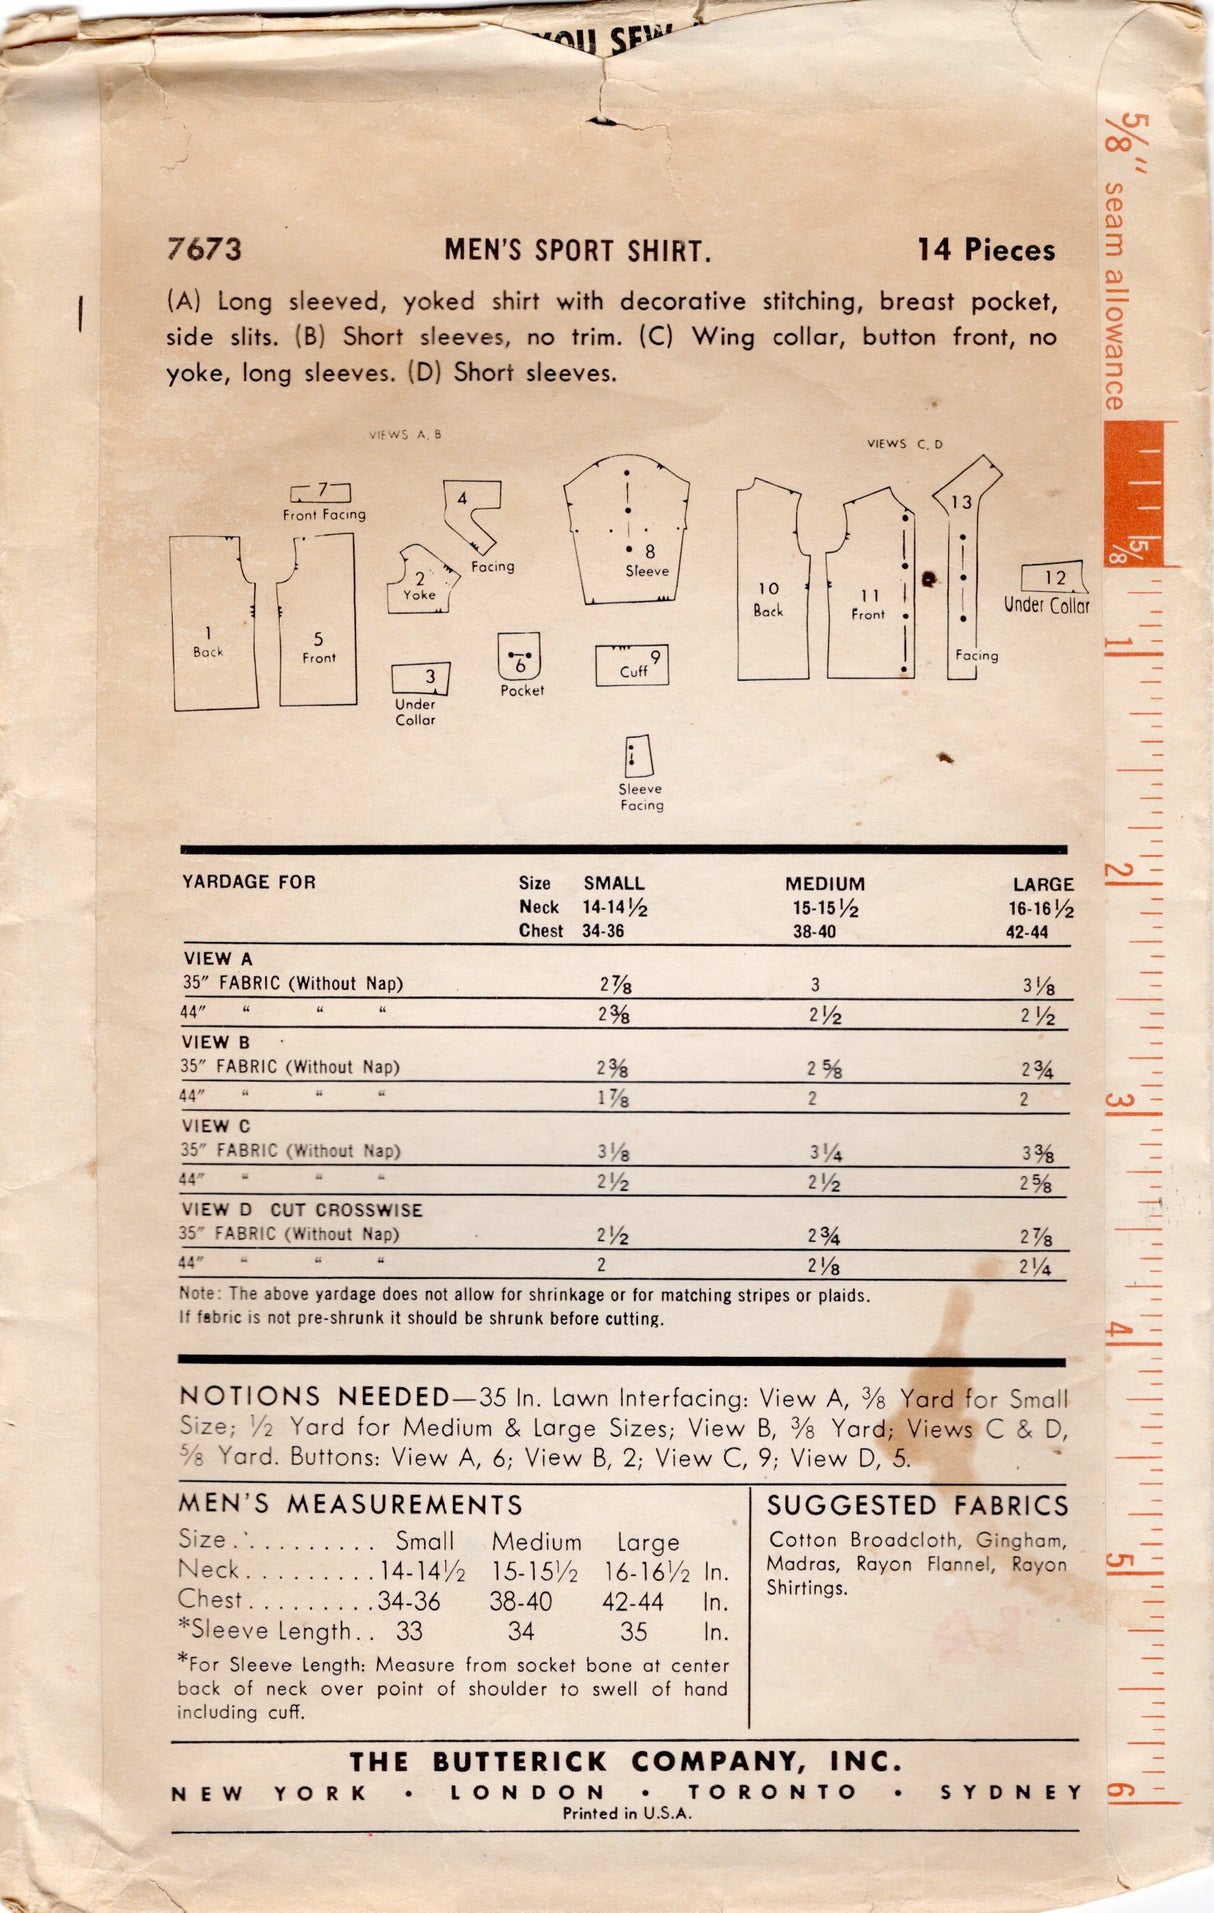 YOU SEW
5/8" seam allowance
7673 MEN'S SPORT SHIRT. 14 Pieces
(A) Long sleeved, yoked shirt with decorative stitching, breast pocket,
side slits. (B) Short sleeves, no trim. (C) Wing collar, button front, no
yoke, long sleeves. (D) Short sleeves.
VIEWS A, B
VIEWS C, D
7
Front Facing
4
Facing
8
Sleeve
13
Facing
1
Back
5
Front
2
Yoke
3
Under
Collar
6
Pocket
9
Cuff
Sleeve
Facing
10
Back
11
Front
12
Under Collar
YARDAGE FOR Size SMALL MEDIUM LARGE
Neck 14-14½ 15-15½ 16-16½
Chest 34-36 38-40 42-44
VIEW A
35" FABRIC (Without Nap) 2⅞ 3 3⅛
44" " " " 2⅜ 2½ 2½
VIEW B
35" FABRIC (Without Nap) 2⅜ 2⅝ 2¾
44" " " " 1⅞ 2 2
VIEW C
35" FABRIC (Without Nap) 3⅛ 3¼ 3⅜
44" " " " 2½ 2½ 2⅝
VIEW D CUT CROSSWISE
35" FABRIC (Without Nap) 2½ 2¾ 2⅞
44" " " " 2 2⅛ 2¼
Note: The above yardage does not allow for shrinkage or for matching stripes or plaids.
If fabric is not pre-shrunk it should be shrunk before cutting.
NOTIONS NEEDED—35 In. Lawn Interfacing: View A, ⅜ Yard for Small
Size; ½ Yard for Medium & Large Sizes; View B, ⅜ Yard; Views C & D,
⅝ Yard. Buttons: View A, 6; View B, 2; View C, 9; View D, 5.
MEN'S MEASUREMENTS
Size .......... Small Medium Large
Neck ......... 14-14½ 15-15½ 16-16½ In.
Chest ......... 34-36 38-40 42-44 In.
*Sleeve Length .. 33 34 35 In.
*For Sleeve Length: Measure from socket bone at center
back of neck over point of shoulder to swell of hand
including cuff.
SUGGESTED FABRICS
Cotton Broadcloth, Gingham,
Madras, Rayon Flannel, Rayon
Shirtings.
THE BUTTERICK COMPANY, INC.
NEW YORK • LONDON • TORONTO • SYDNEY
Printed in U.S.A.
5/8
1
2
3
4
5
6